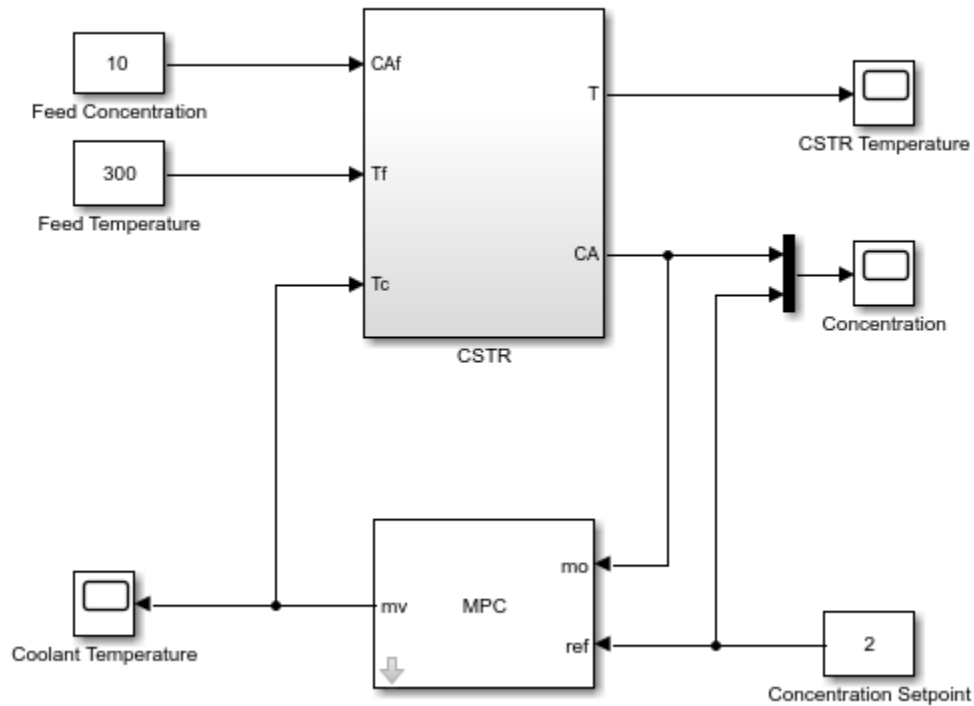 10
Feed Concentration
300
Feed Temperature
CAf
Tf
Tc
T
CA
CSTR
CSTR Temperature
Concentration
Coolant Temperature
mv
MPC
mo
ref
2
Concentration Setpoint